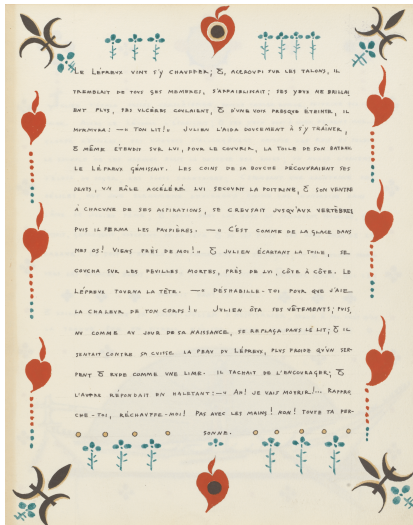 Le Lépreux vint s'y chauffer; & accroupi sur les talons, il
tremblait de tous ses membres, s'affaiblissait; ses yeux ne brillai
ent plus, ses ulcères coulaient, & d'une voix presque éteinte, il
murmura: —« Ton lit!» Julien l'aida doucement à s'y traîner,
& même étendit sur lui, pour le couvrir, la toile de son bateau.
Le Lépreux gémissait. Les coins de sa bouche découvraient ses
dents, un râle accéléré lui secouait la poitrine, & son ventre
à chacune de ses aspirations, se creusait jusqu'aux vertèbres,
puis il ferma les paupières. —« C'est comme de la glace dans
mes os! Viens près de moi!» & Julien écartant la toile, se
coucha sur les feuilles mortes, près de lui, côte à côte. Le
Lépreux tourna la tête. —« Déshabille-toi pour que j'aie
la chaleur de ton corps!» Julien ôta ses vêtements; puis,
nu comme au jour de sa naissance, se replaça dans le lit; & il
sentait contre sa cuisse la peau du Lépreux, plus froide qu'un ser-
pent & rude comme une lime. Il tachait de l'encourager; &
l'autre répondait en haletant: —« Ah! je vais mourir!... Rappro
che-toi, réchauffe-moi! Pas avec les mains! non! toute ta per-
sonne.